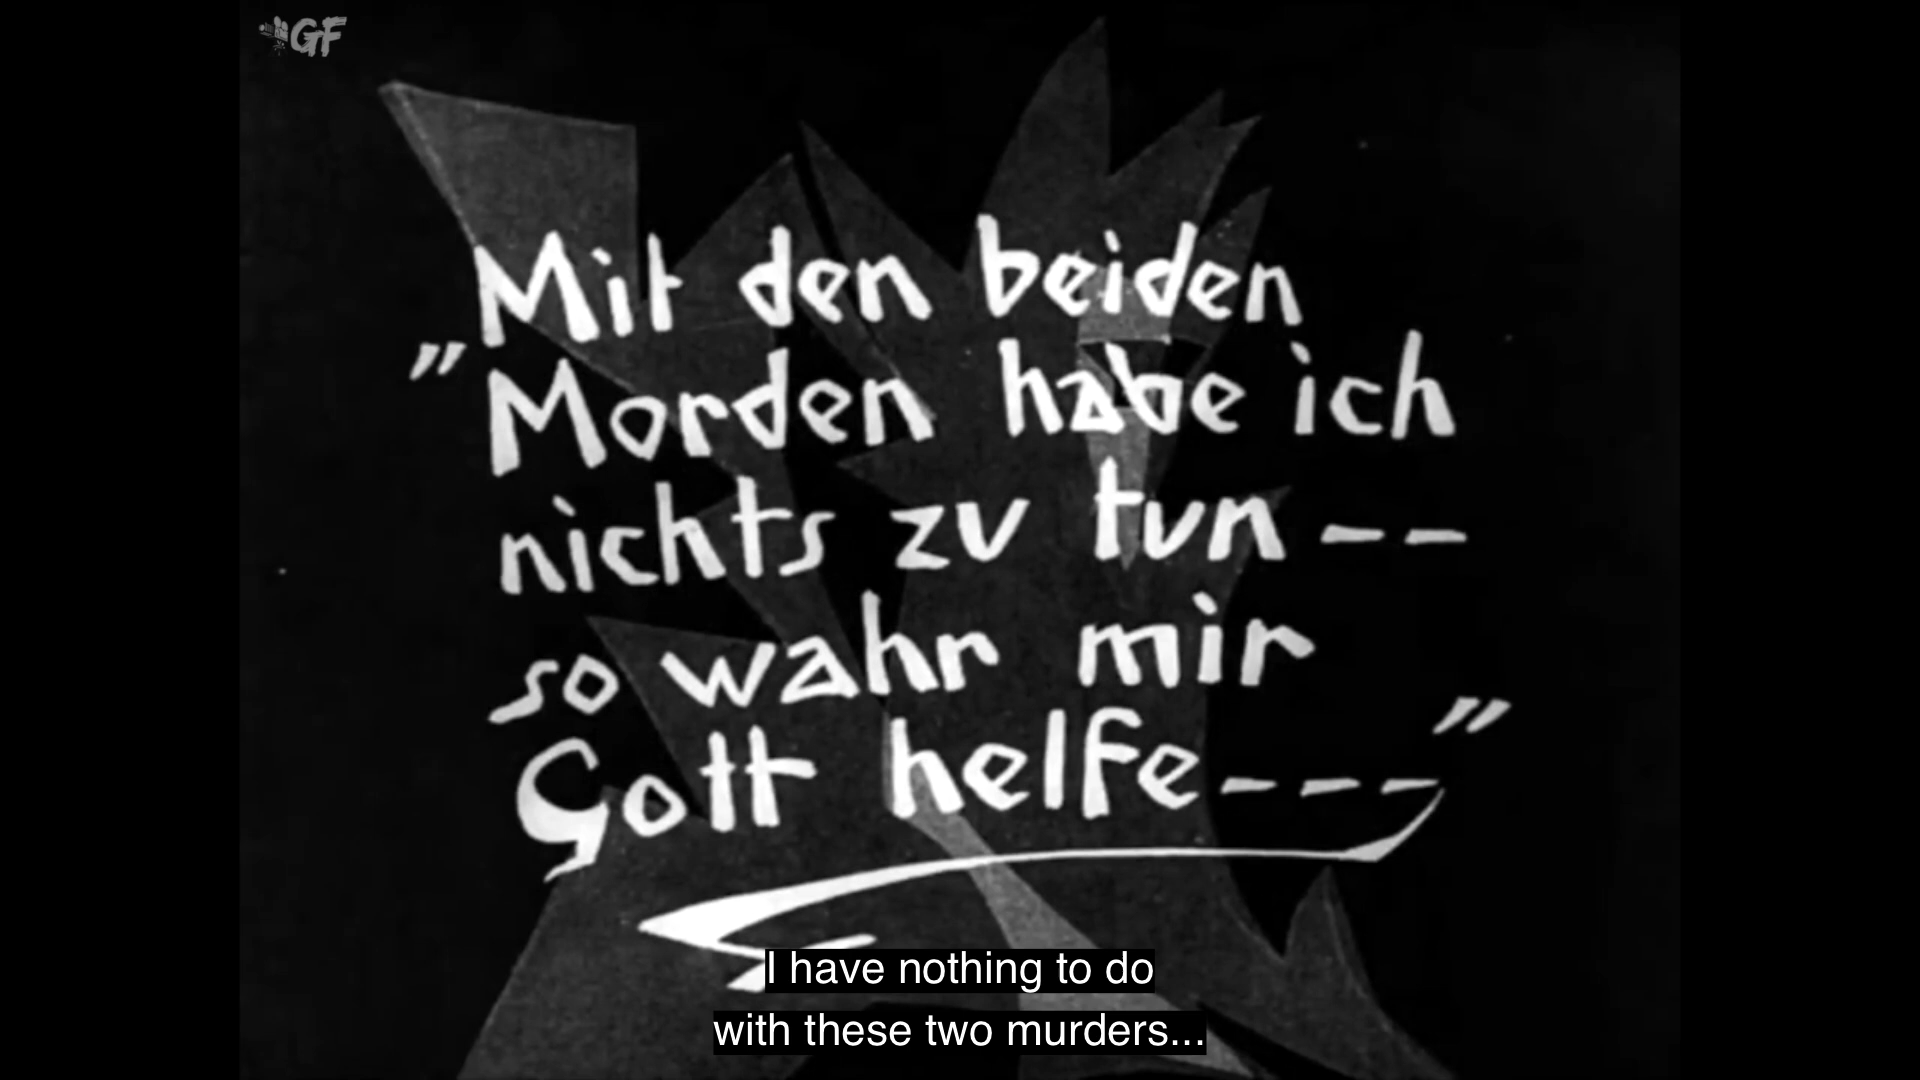 GF
Mit den beiden
„Morden habe ich
nichts zu tun --
so wahr mir
Gott helfe---"
I have nothing to do
with these two murders...